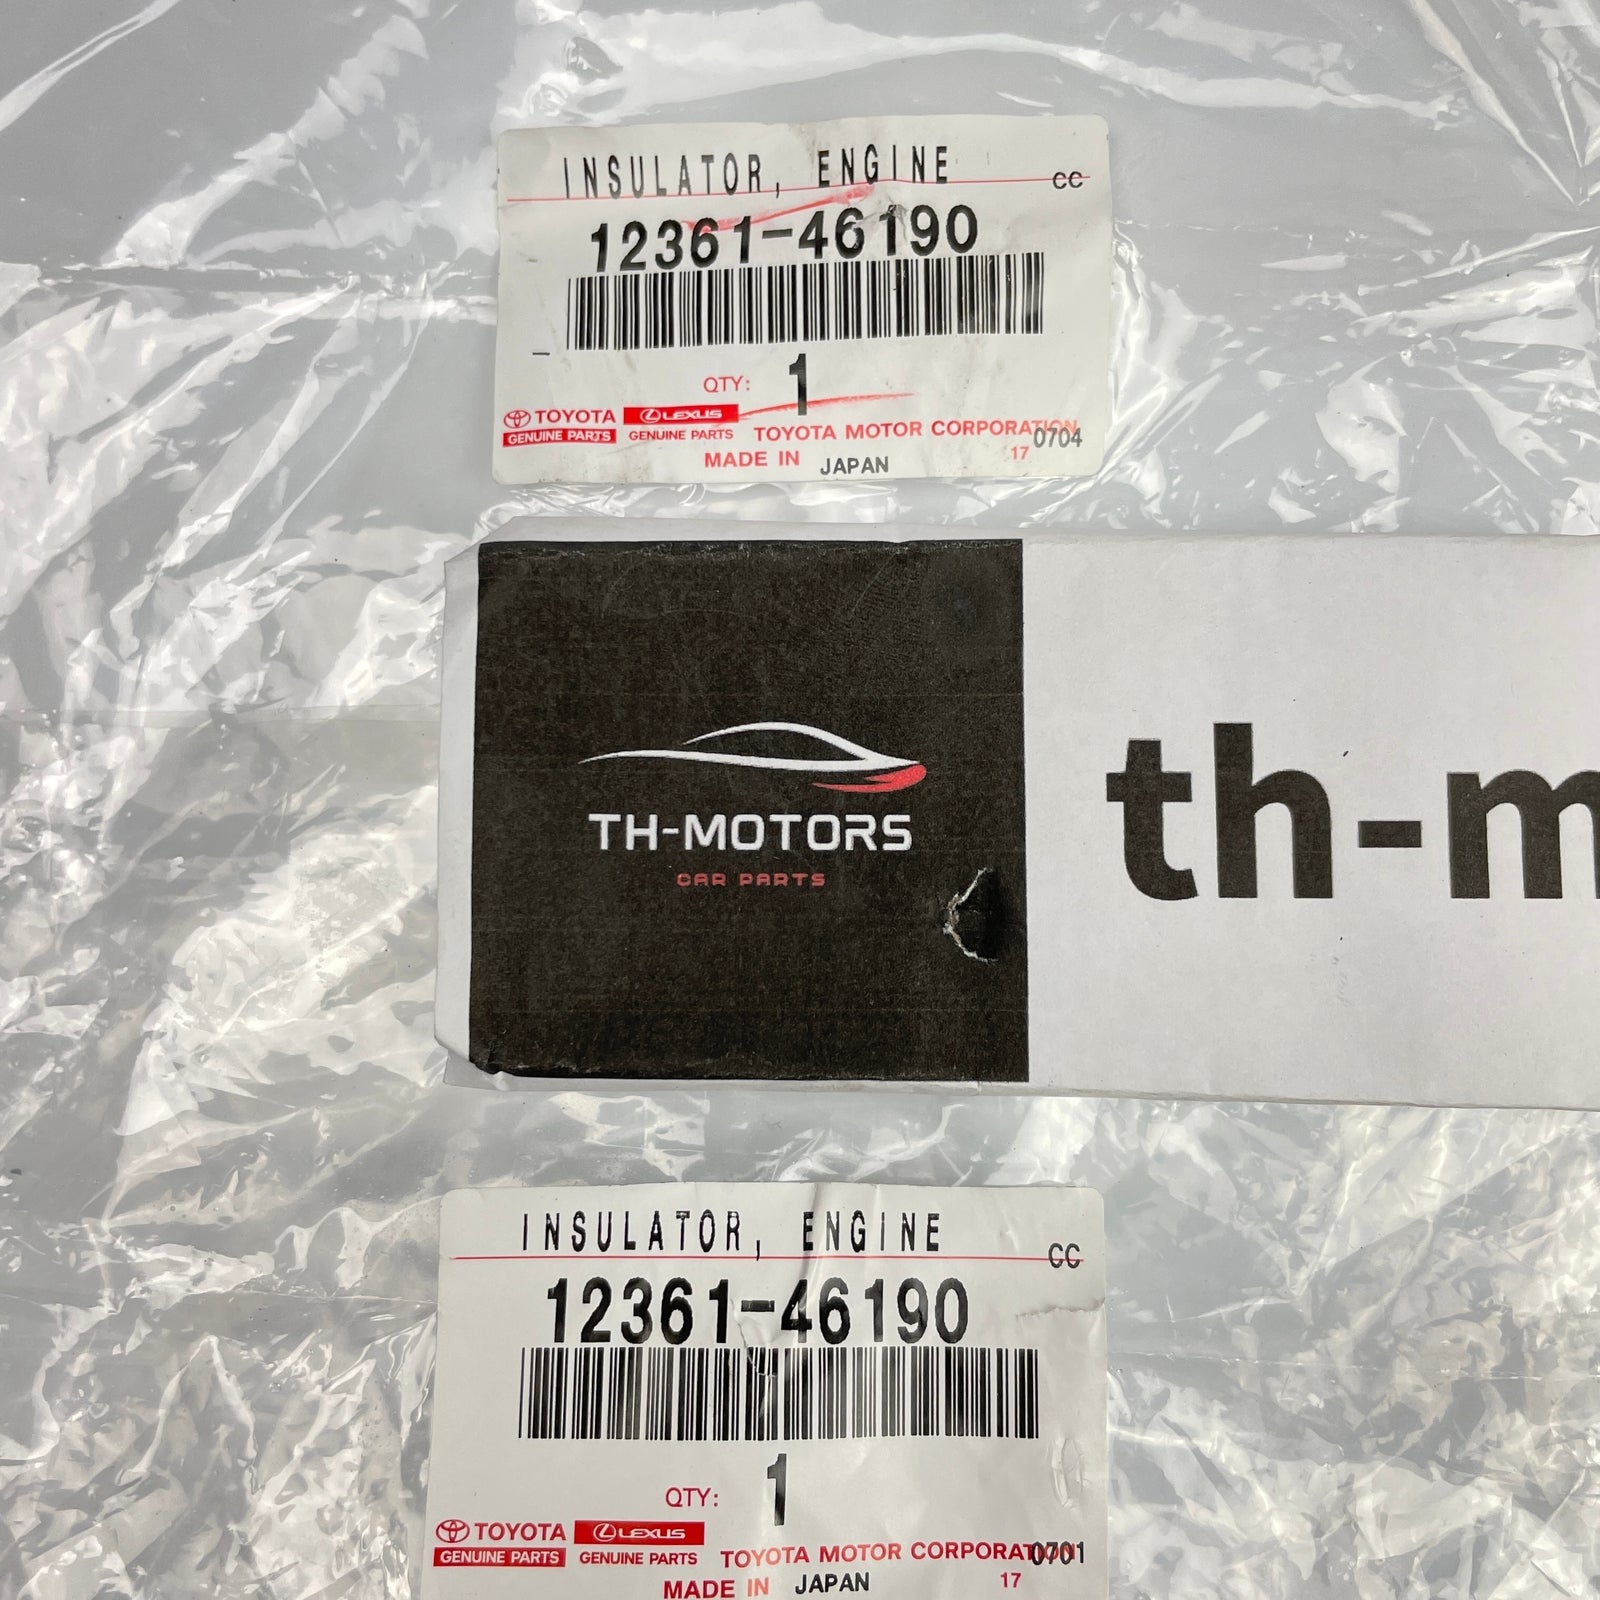 INSULATOR, ENGINE
CC
12361-46190
QTY: 1
TOYOTA LEXUS
GENUINE PARTS GENUINE PARTS TOYOTA MOTOR CORPORATION
0704
MADE IN JAPAN
17
TH-MOTORS
CAR PARTS
th-m
INSULATOR, ENGINE
CC
12361-46190
QTY: 1
TOYOTA LEXUS
GENUINE PARTS GENUINE PARTS TOYOTA MOTOR CORPORATION
0701
MADE IN JAPAN
17